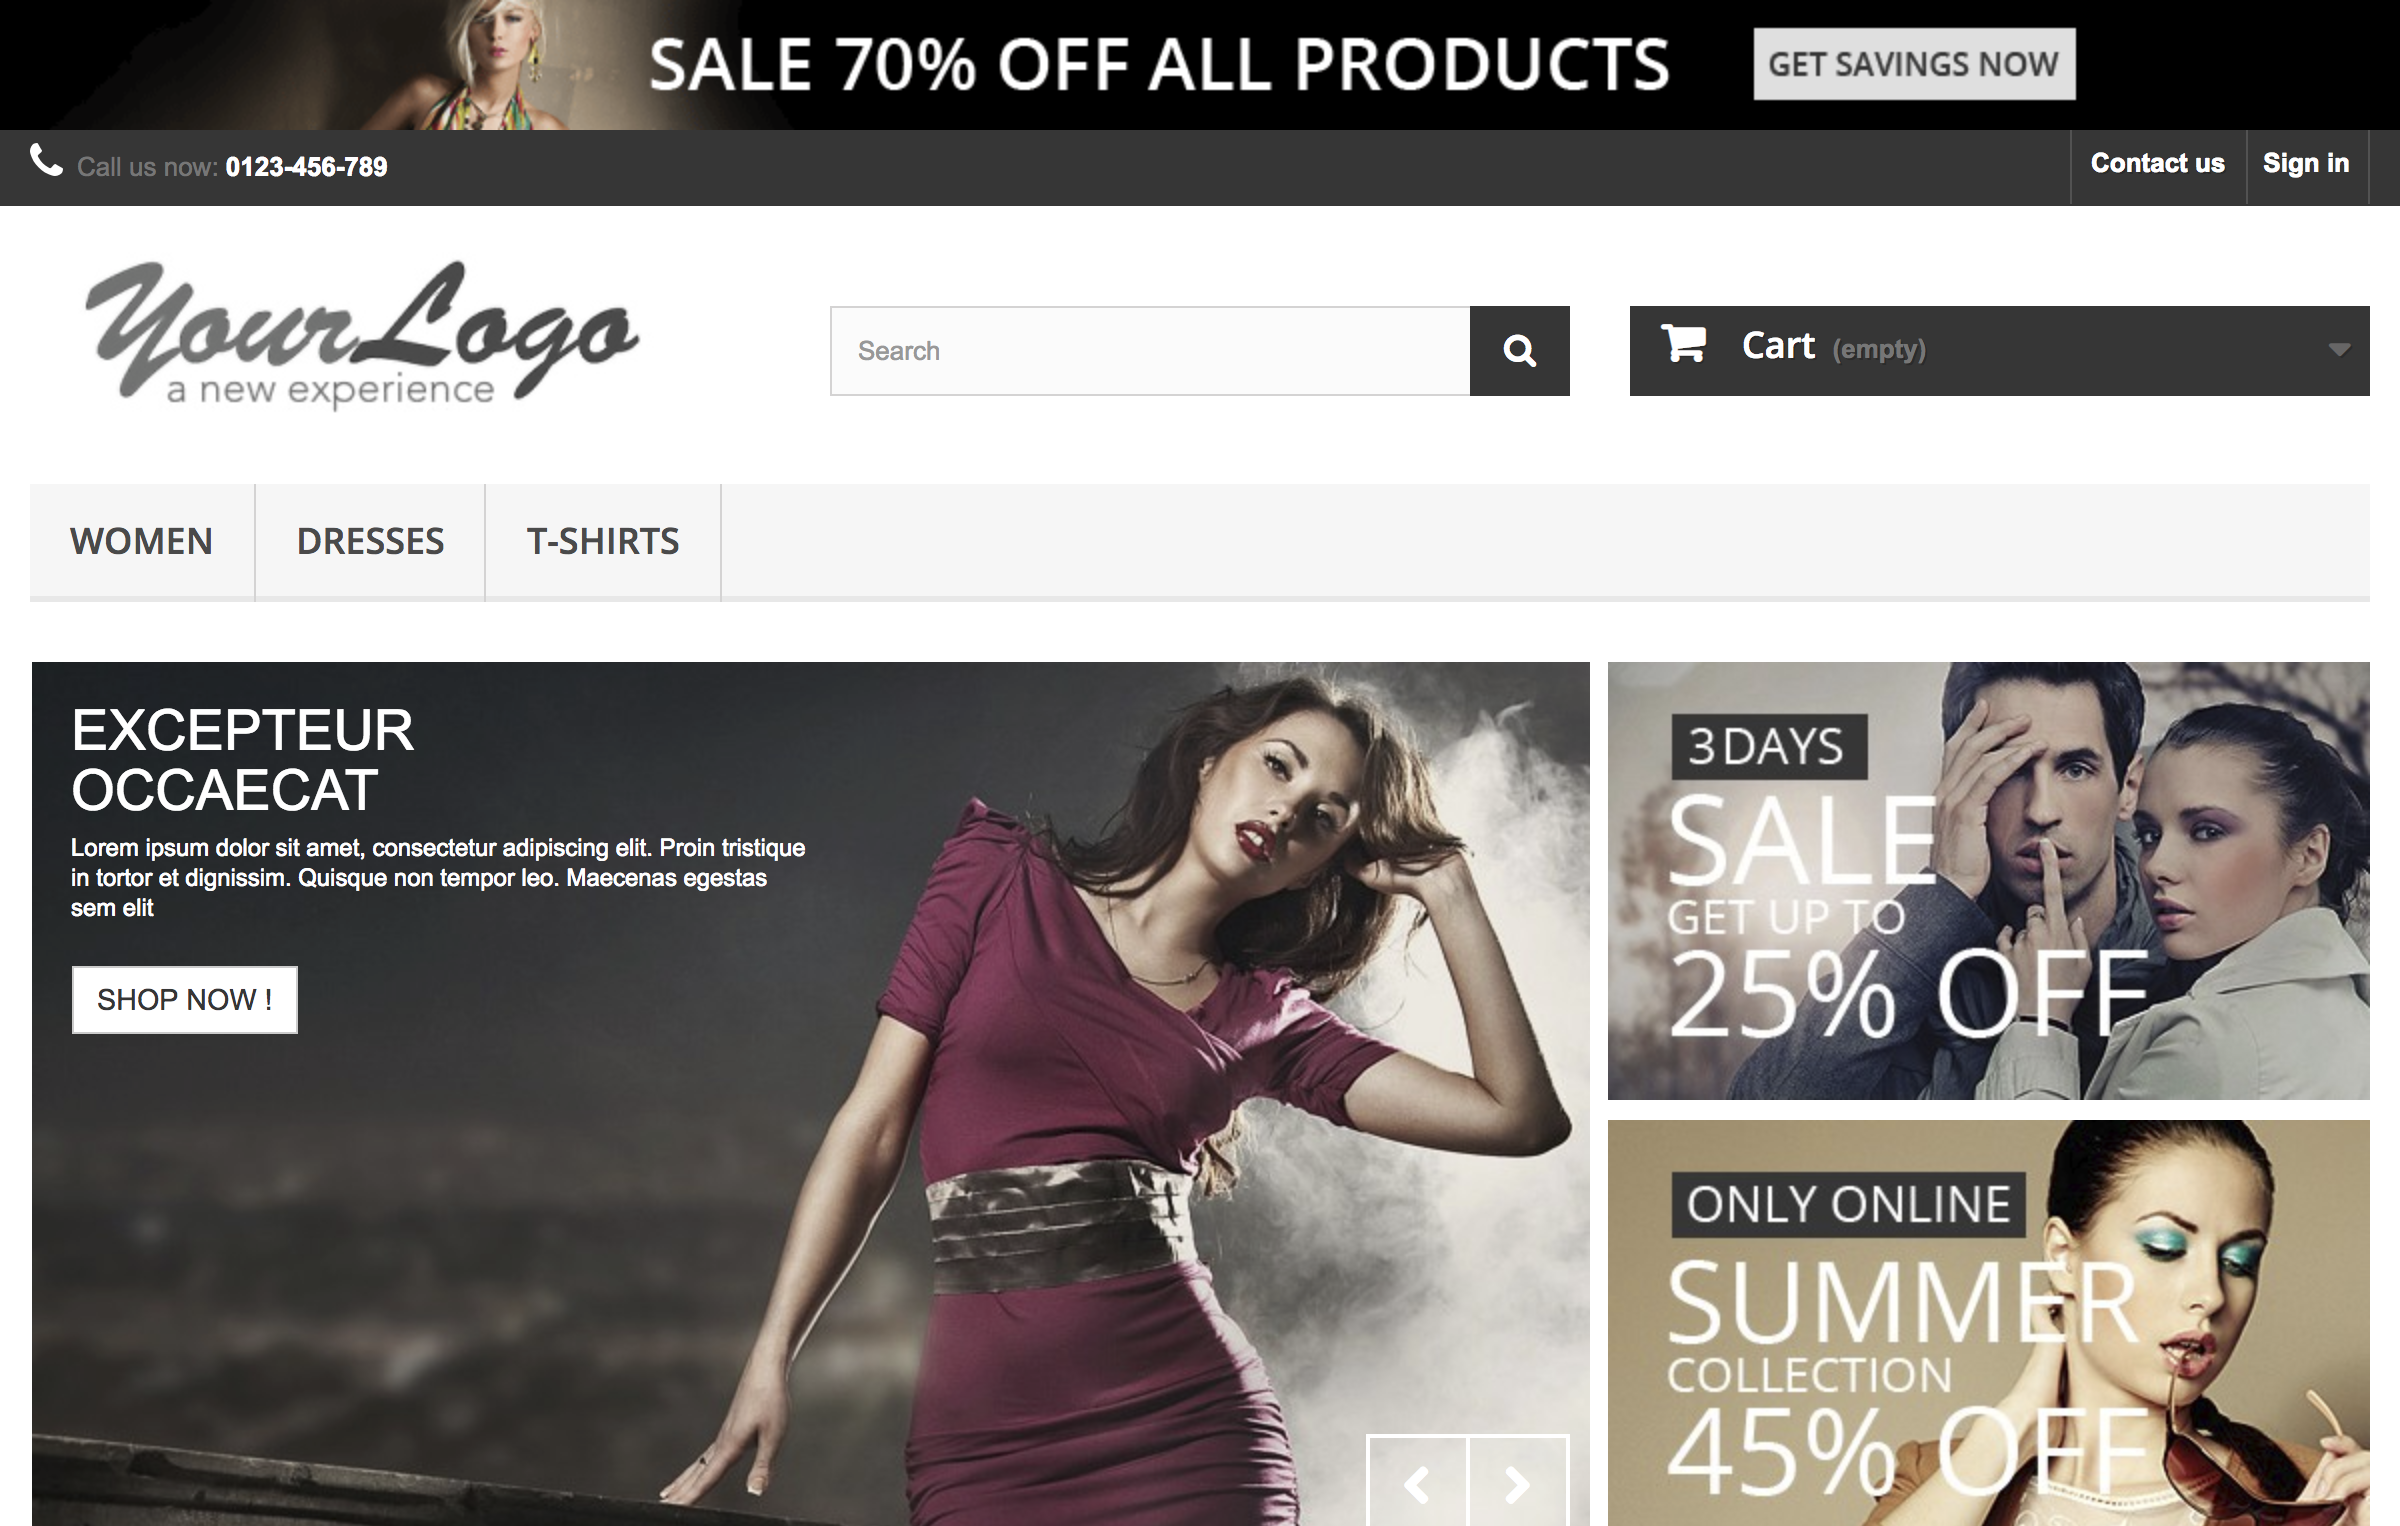 SALE 70% OFF ALL PRODUCTS
GET SAVINGS NOW
Call us now: 0123-456-789
Contact us
Sign in
YourLogo
a new experience
Search
Cart (empty)
WOMEN
DRESSES
T-SHIRTS
EXCEPTEUR
OCCAECAT
Lorem ipsum dolor sit amet, consectetur adipiscing elit. Proin tristique
in tortor et dignissim. Quisque non tempor leo. Maecenas egestas
sem elit
SHOP NOW !
3 DAYS
SALE
GET UP TO
25% OFF
ONLY ONLINE
SUMMER
COLLECTION
45% OFF